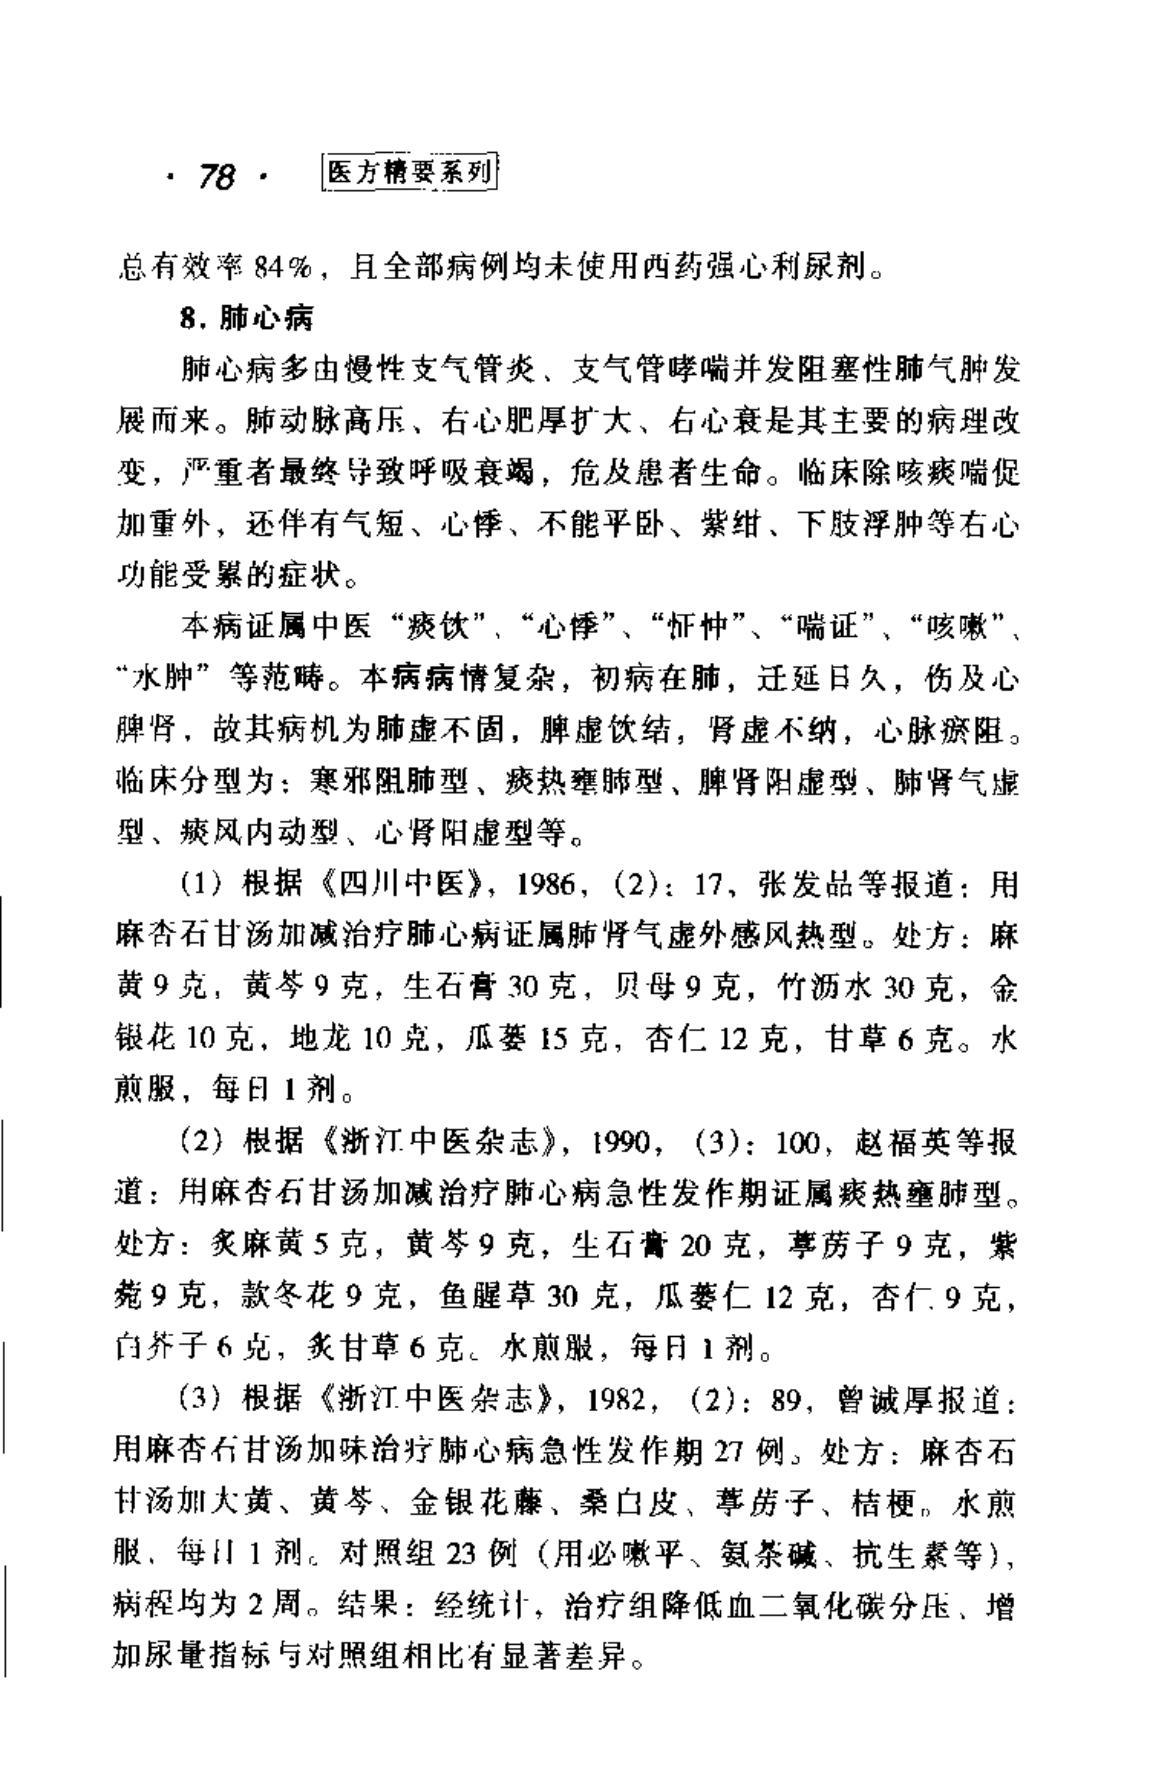 · 78 · 医方精要系列
总有效率 84%，且全部病例均未使用西药强心利尿剂。
8. 肺心病
肺心病多由慢性支气管炎、支气管哮喘并发阻塞性肺气肿发
展而来。肺动脉高压、右心肥厚扩大、右心衰是其主要的病理改
变，严重者最终导致呼吸衰竭，危及患者生命。临床除咳痰喘促
加重外，还伴有气短、心悸、不能平卧、紫绀、下肢浮肿等右心
功能受累的症状。
本病证属中医“痰饮”、“心悸”、“怔忡”、“喘证”、“咳嗽”、
“水肿”等范畴。本病病情复杂，初病在肺，迁延日久，伤及心
脾肾，故其病机为肺虚不固，脾虚饮结，肾虚不纳，心脉瘀阻。
临床分型为：寒邪阻肺型、痰热壅肺型、脾肾阳虚型、肺肾气虚
型、痰风内动型、心肾阳虚型等。
(1) 根据《四川中医》，1986，(2)：17，张发品等报道：用
麻杏石甘汤加减治疗肺心病证属肺肾气虚外感风热型。处方：麻
黄 9 克，黄芩 9 克，生石膏 30 克，贝母 9 克，竹沥水 30 克，金
银花 10 克，地龙 10 克，瓜蒌 15 克，杏仁 12 克，甘草 6 克。水
煎服，每日 1 剂。
(2) 根据《浙江中医杂志》，1990，(3)：100，赵福英等报
道：用麻杏石甘汤加减治疗肺心病急性发作期证属痰热壅肺型。
处方：炙麻黄 5 克，黄芩 9 克，生石膏 20 克，葶苈子 9 克，紫
菀 9 克，款冬花 9 克，鱼腥草 30 克，瓜蒌仁 12 克，杏仁 9 克，
白芥子 6 克，炙甘草 6 克。水煎服，每日 1 剂。
(3) 根据《浙江中医杂志》，1982，(2)：89，曾诚厚报道：
用麻杏石甘汤加味治疗肺心病急性发作期 27 例。处方：麻杏石
甘汤加大黄、黄芩、金银花藤、桑白皮、葶苈子、桔梗。水煎
服，每日 1 剂。对照组 23 例（用必嗽平、氨茶碱、抗生素等），
病程均为 2 周。结果：经统计，治疗组降低血二氧化碳分压、增
加尿量指标与对照组相比有显著差异。